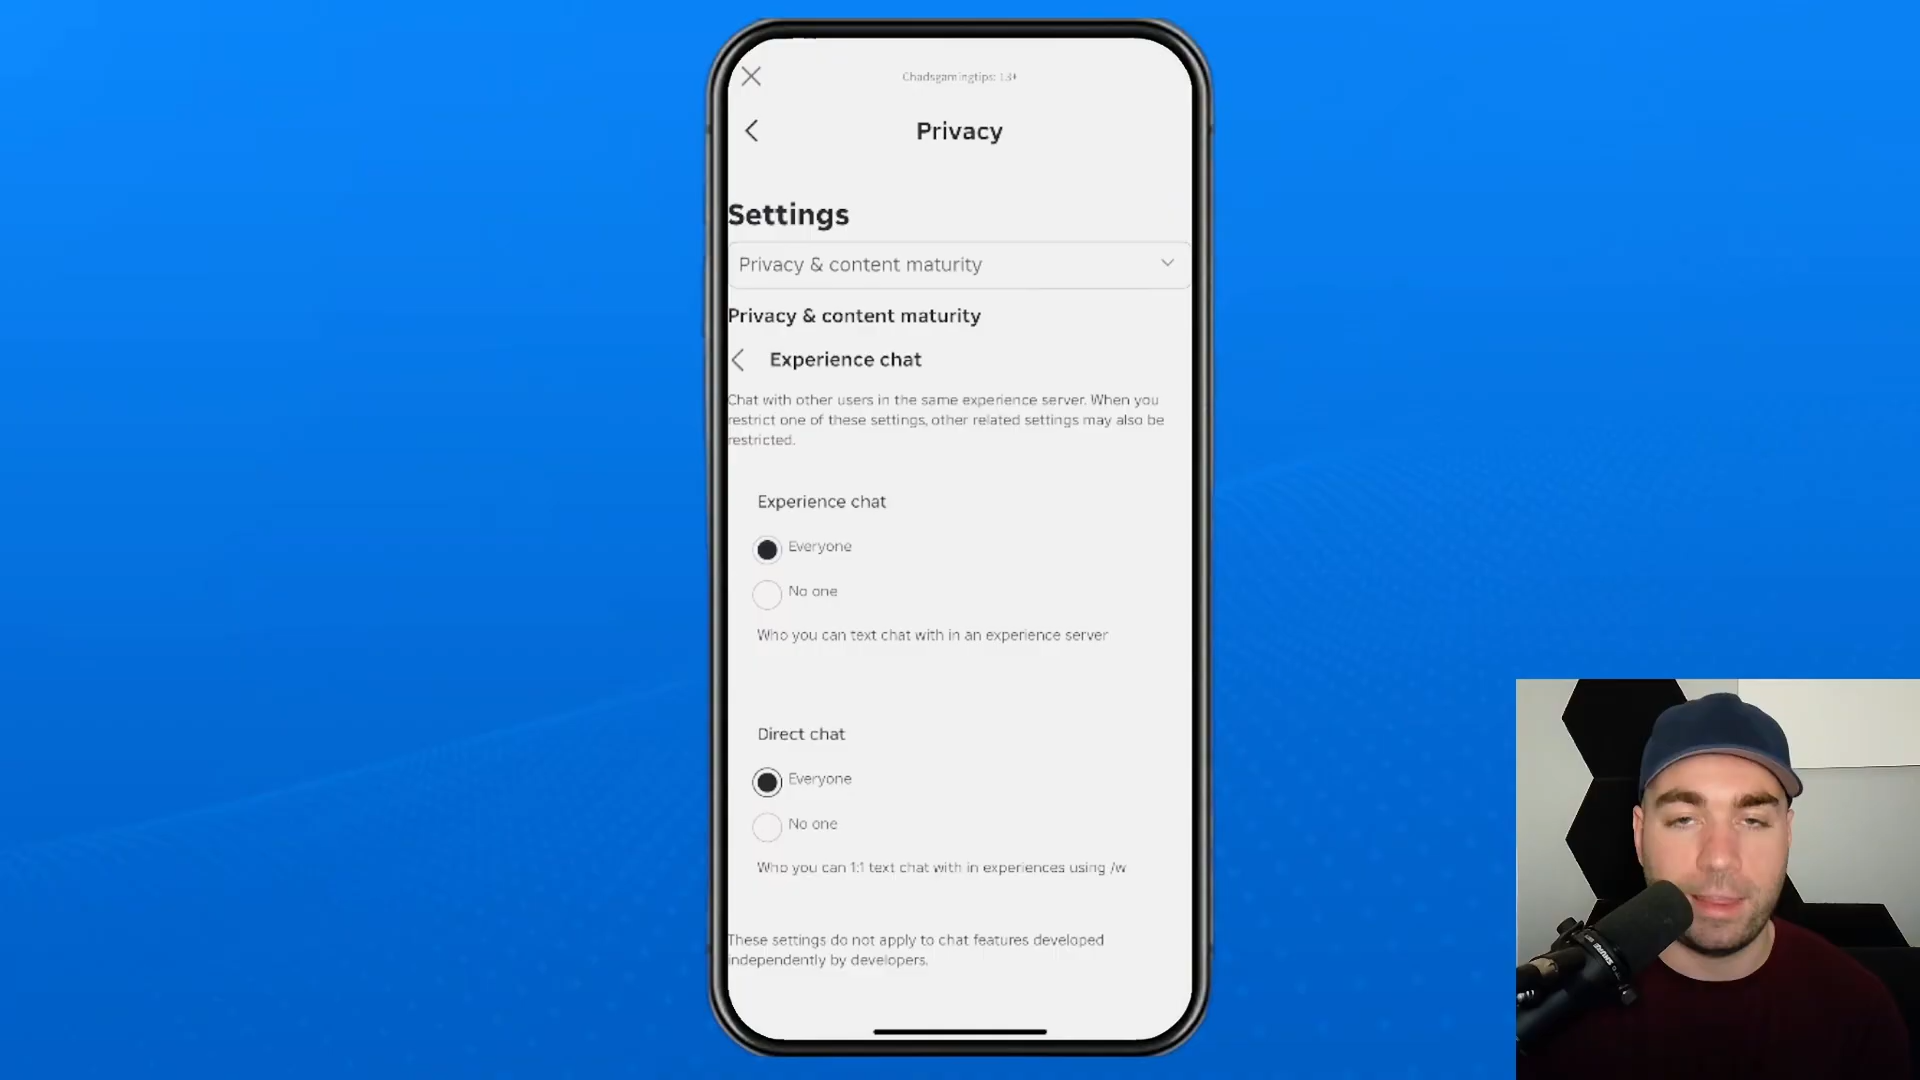 Chadsgamingtips: 13+
Privacy
Settings
Privacy & content maturity
Privacy & content maturity
Experience chat
Chat with other users in the same experience server. When you
restrict one of these settings, other related settings may also be
restricted.
Experience chat
Everyone
No one
Who you can text chat with in an experience server
Direct chat
Everyone
No one
Who you can 1:1 text chat with in experiences using /w
These settings do not apply to chat features developed
independently by developers.
SHURE